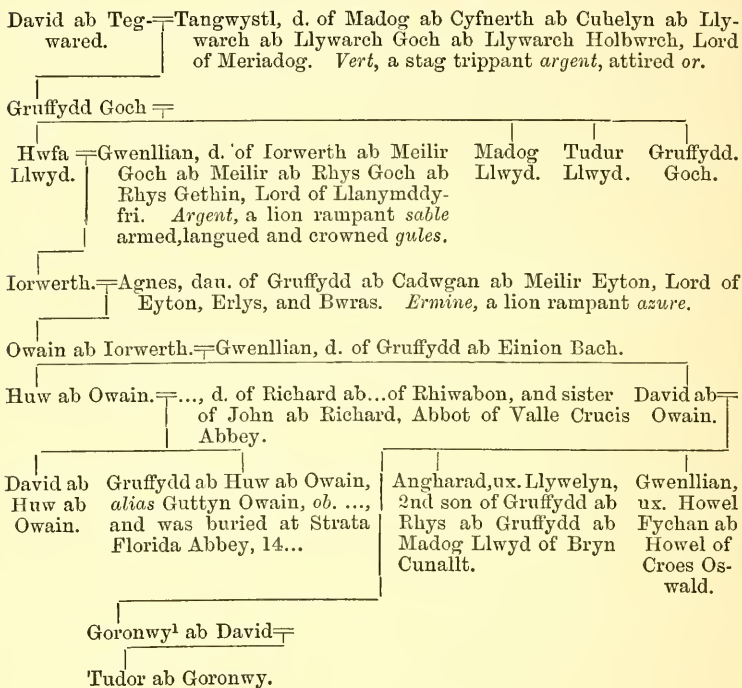 David ab Teg-=Tangwystl, d. of Madog ab Cyfnerth ab Cuhelyn ab Lly-
wared. warch ab Llywarch Goch ab Llywarch Holbwrch, Lord
of Meriadog. Vert, a stag trippant argent, attired or.
Gruffydd Goch =
Hwfa =Gwenllian, d. of Iorwerth ab Meilir Madog Tudur Gruffydd.
Llwyd. Goch ab Meilir ab Rhys Goch ab Llwyd. Llwyd. Goch.
Rhys Gethin, Lord of Llanymddy-
fri. Argent, a lion rampant sable
armed,langued and crowned gules.
Iorwerth.=Agnes, dau. of Gruffydd ab Cadwgan ab Meilir Eyton, Lord of
Eyton, Erlys, and Bwras. Ermine, a lion rampant azure.
Owain ab Iorwerth.=Gwenllian, d. of Gruffydd ab Einion Bach.
Huw ab Owain.=..., d. of Richard ab...of Rhiwabon, and sister David ab=
of John ab Richard, Abbot of Valle Crucis Owain.
Abbey.
David ab Gruffydd ab Huw ab Owain, Angharad,ux. Llywelyn, Gwenllian,
Huw ab alias Guttyn Owain, ob. ..., 2nd son of Gruffydd ab ux. Howel
Owain. and was buried at Strata Rhys ab Gruffydd ab Fychan ab
Florida Abbey, 14... Madog Llwyd of Bryn Howel of
Cunallt. Croes Os-
wald.
Goronwy¹ ab David=
Tudor ab Goronwy.